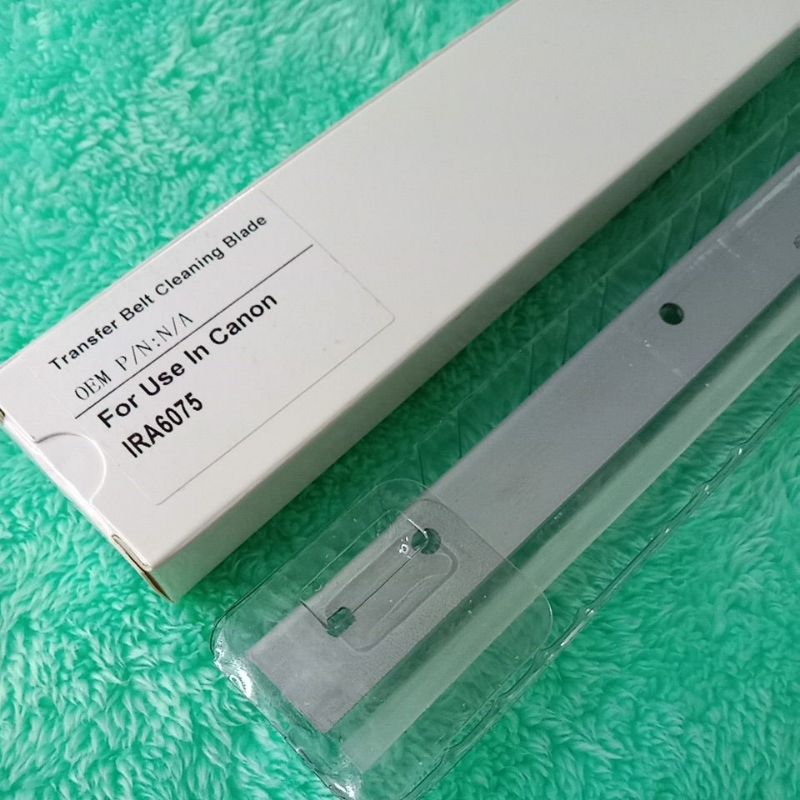 Transfer Belt Cleaning Blade
OEM P/N:N/A
For Use In Canon
IRA6075